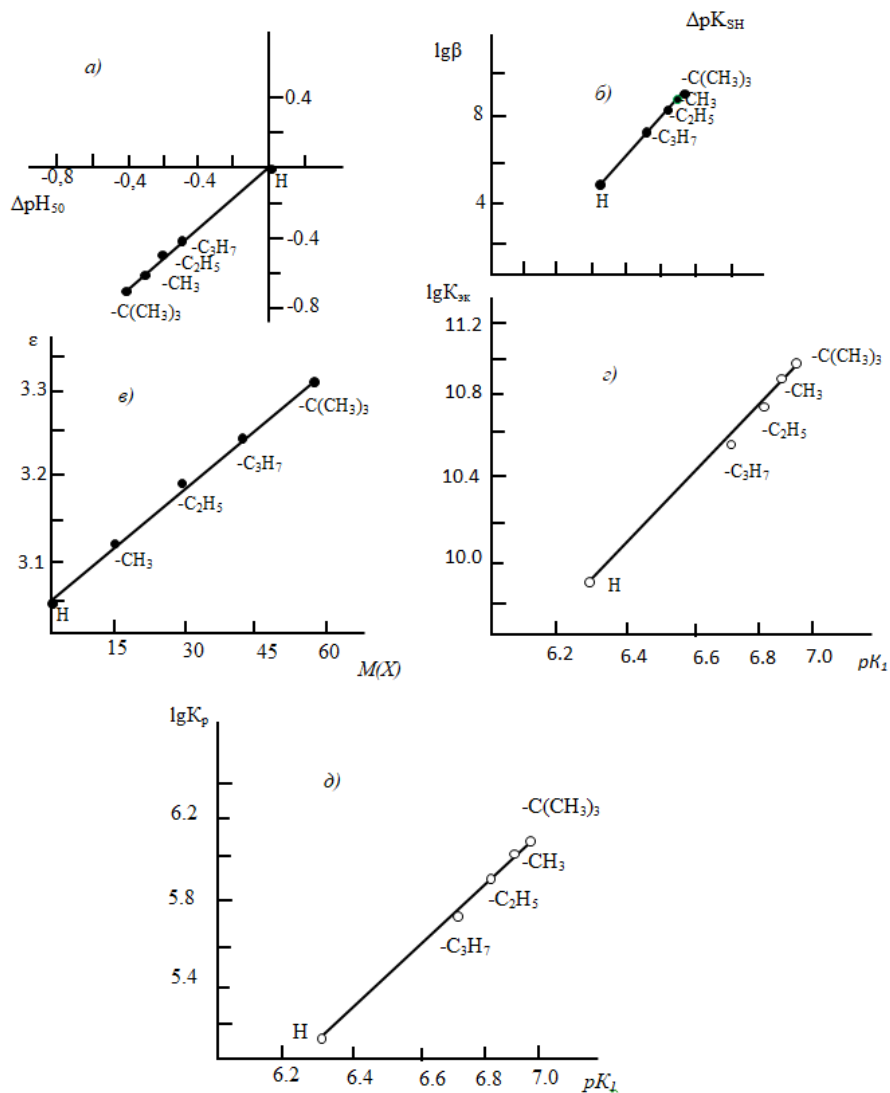 ΔpK_SH
а)
0.4
-0,8
-0,4
-0.4
H
ΔpH₅₀
-0.4
-C₃H₇
-C₂H₅
-CH₃
-C(CH₃)₃
-0.8
lgβ
б)
-C(CH₃)₃
-CH₃
-C₂H₅
-C₃H₇
8
H
4
ε
3.3
в)
-C(CH₃)₃
-C₃H₇
3.2
-C₂H₅
3.1
-CH₃
H
15
30
45
60
M(X)
lgKэк
11.2
г)
-C(CH₃)₃
10.8
-CH₃
-C₂H₅
10.4
-C₃H₇
10.0
H
6.2
6.4
6.6
6.8
7.0
pK₁
lgKр
д)
6.2
-C(CH₃)₃
-CH₃
5.8
-C₂H₅
-C₃H₇
5.4
H
6.2
6.4
6.6
6.8
7.0
pK₁